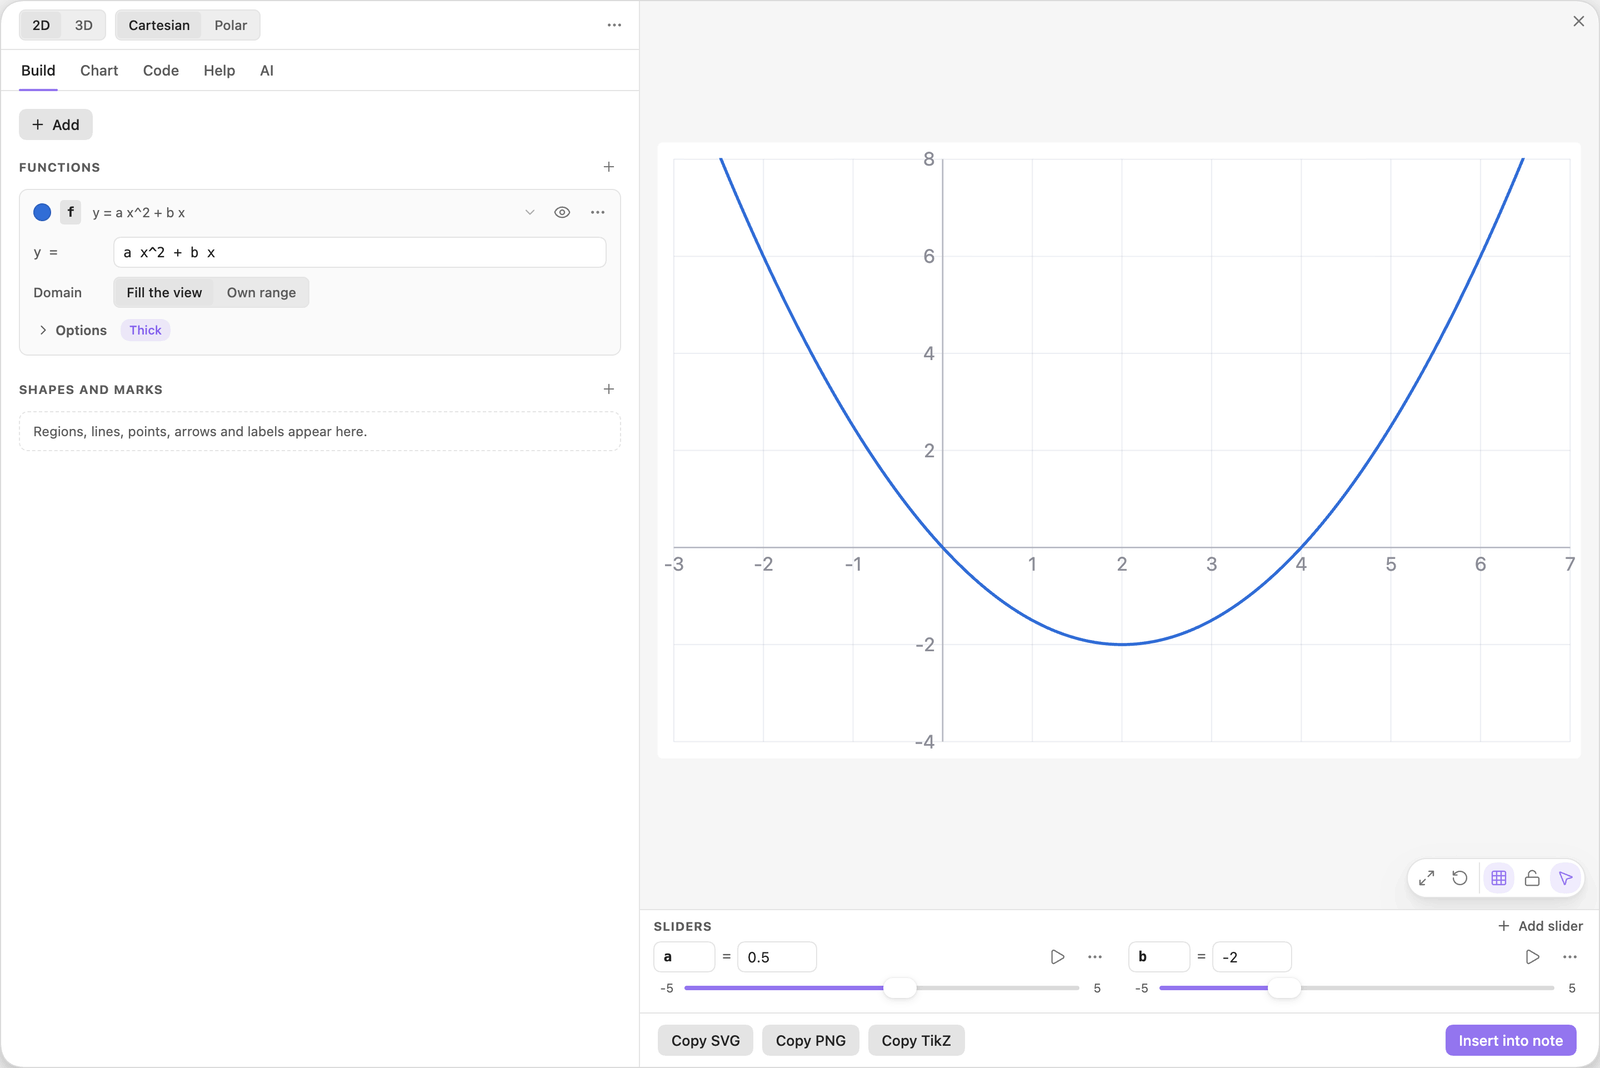 2D 3D Cartesian Polar
Build Chart Code Help AI
+ Add
FUNCTIONS
f y = a x^2 + b x
y = a x^2 + b x
Domain Fill the view Own range
Options Thick
SHAPES AND MARKS
Regions, lines, points, arrows and labels appear here.
8
6
4
2
-3 -2 -1 1 2 3 4 5 6 7
-2
-4
SLIDERS + Add slider
a = 0.5 b = -2
-5 5 -5 5
Copy SVG Copy PNG Copy TikZ Insert into note